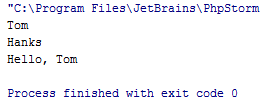 "C:\Program Files\JetBrains\PhpStorm
Tom
Hanks
Hello, Tom
Process finished with exit code 0